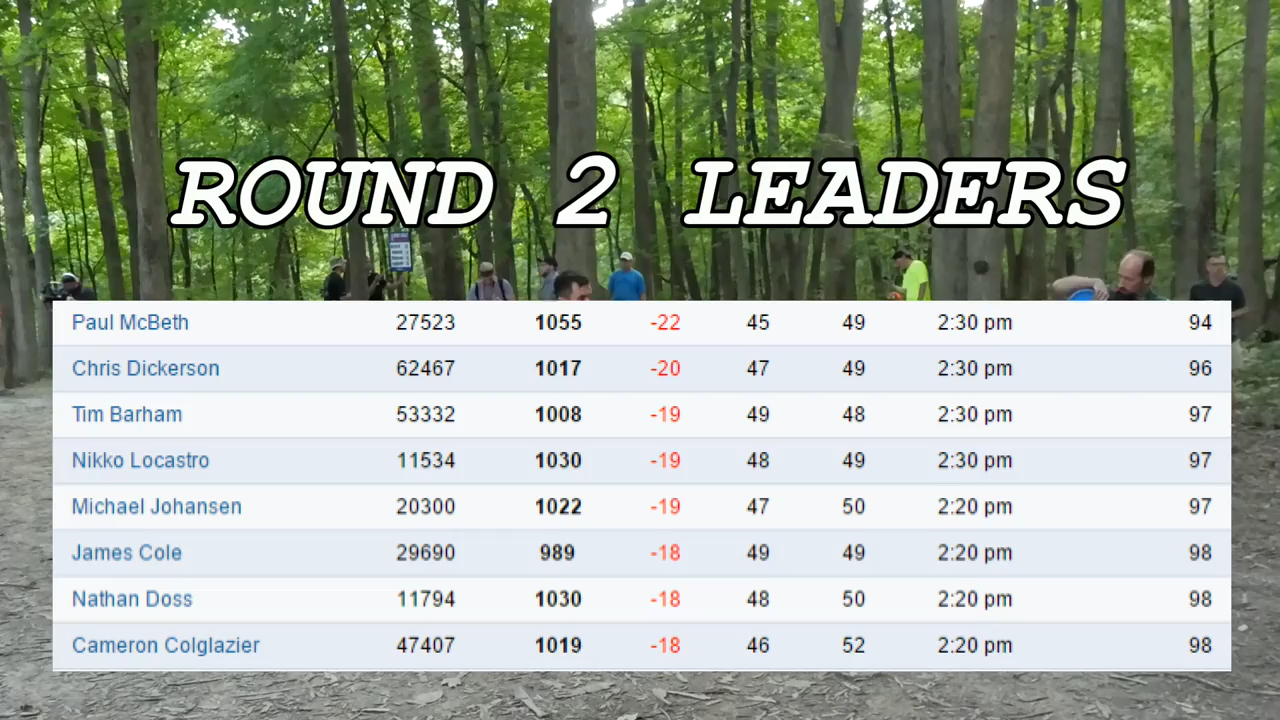 ROUND 2 LEADERS
Paul McBeth 27523 1055 -22 45 49 2:30 pm 94
Chris Dickerson 62467 1017 -20 47 49 2:30 pm 96
Tim Barham 53332 1008 -19 49 48 2:30 pm 97
Nikko Locastro 11534 1030 -19 48 49 2:30 pm 97
Michael Johansen 20300 1022 -19 47 50 2:20 pm 97
James Cole 29690 989 -18 49 49 2:20 pm 98
Nathan Doss 11794 1030 -18 48 50 2:20 pm 98
Cameron Colglazier 47407 1019 -18 46 52 2:20 pm 98